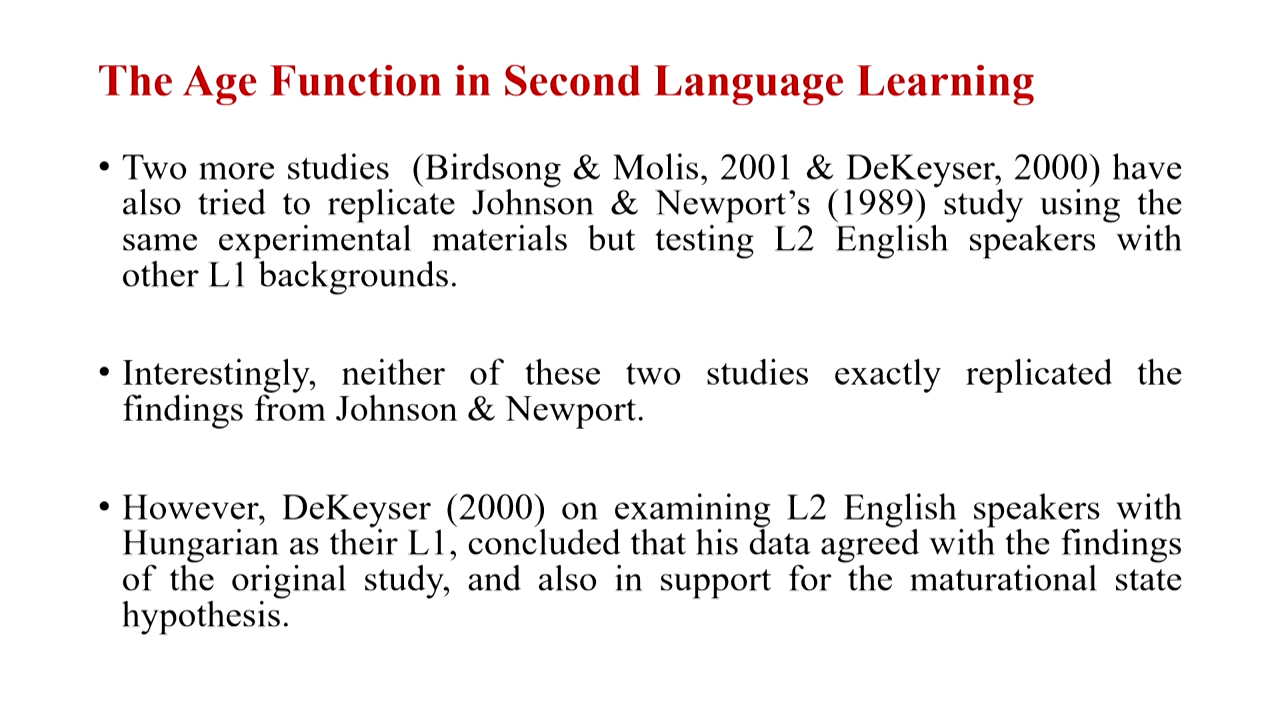 The Age Function in Second Language Learning
• Two more studies (Birdsong & Molis, 2001 & DeKeyser, 2000) have
also tried to replicate Johnson & Newport’s (1989) study using the
same experimental materials but testing L2 English speakers with
other L1 backgrounds.
• Interestingly, neither of these two studies exactly replicated the
findings from Johnson & Newport.
• However, DeKeyser (2000) on examining L2 English speakers with
Hungarian as their L1, concluded that his data agreed with the findings
of the original study, and also in support for the maturational state
hypothesis.